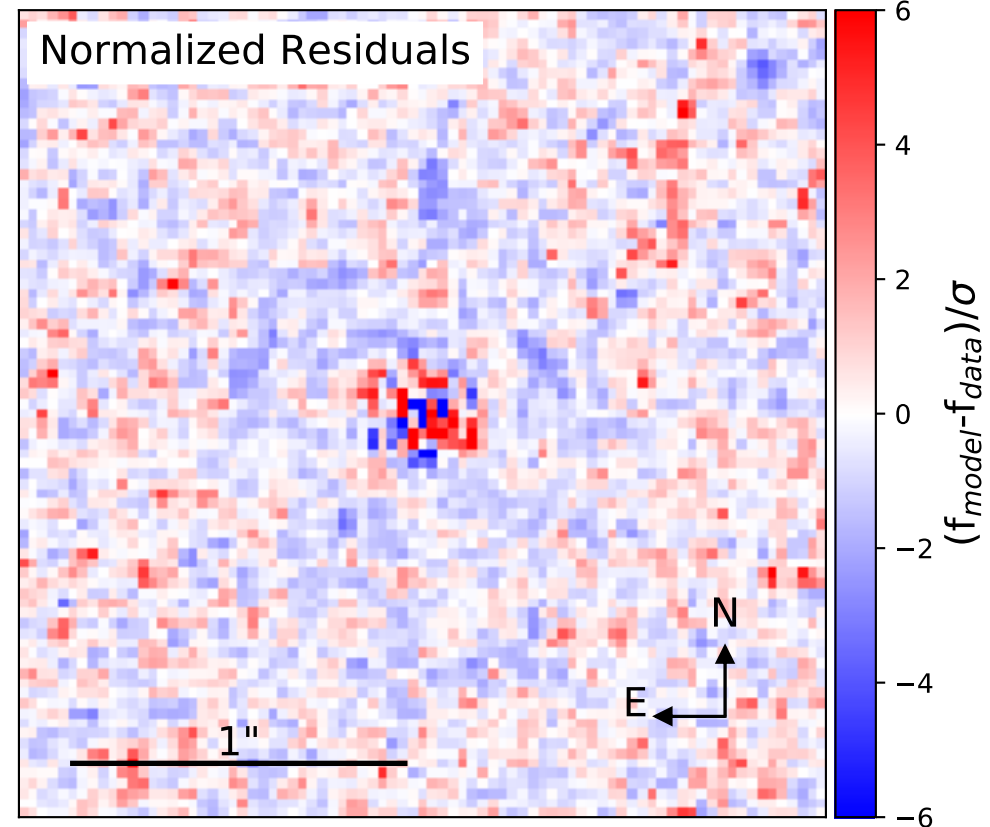 Normalized Residuals
6
4
2
0
−2
−4
−6
(f_model-f_data)/σ
N
E
1"